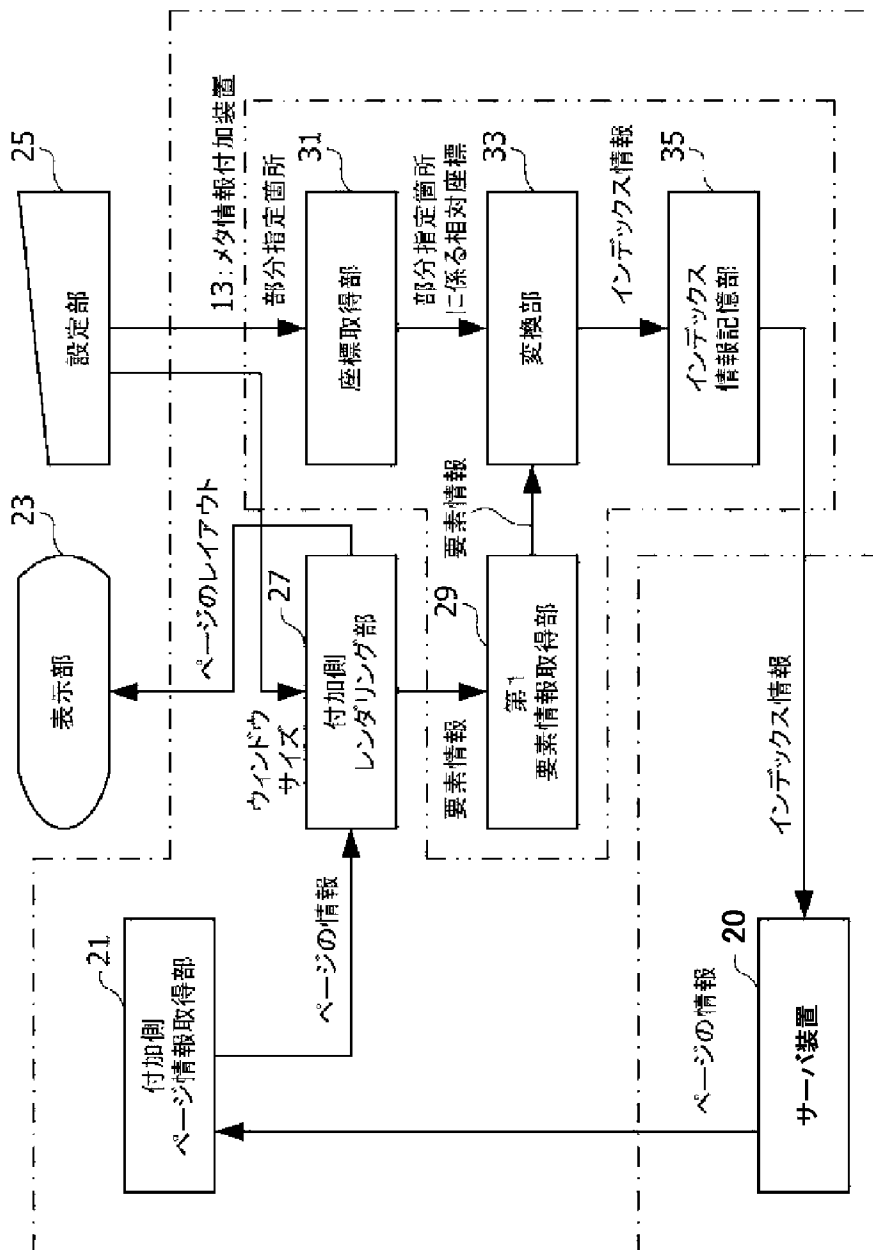 23
表示部
25
設定部
13:メタ情報付加装置
21
付加側
ページ情報取得部
ページの情報
ページのレイアウト
ウィンドウ
サイズ
27
付加側
レンダリング部
部分指定箇所
31
座標取得部
要素情報
29
第1
要素情報取得部
要素情報
部分指定箇所
に係る相対座標
33
変換部
インデックス情報
35
インデックス
情報記憶部
ページの情報
20
サーバ装置
インデックス情報